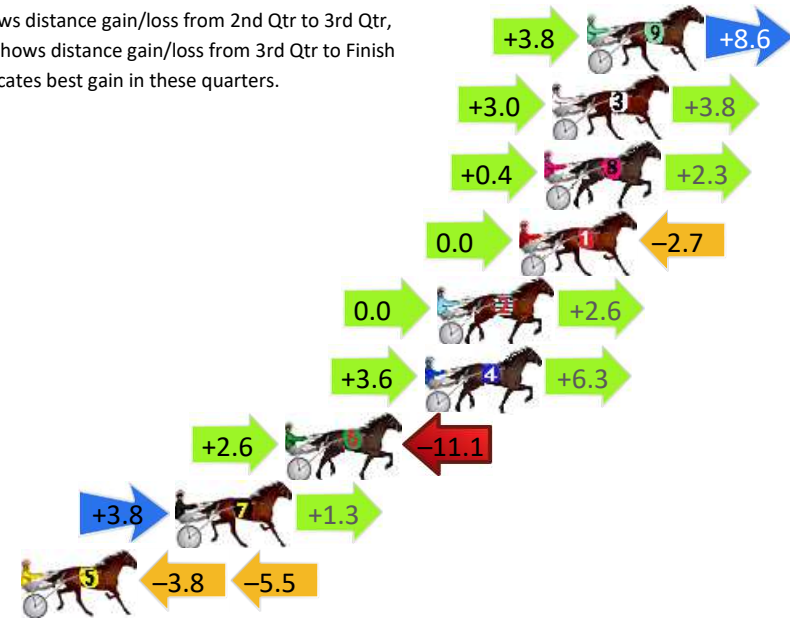 ws distance gain/loss from 2nd Qtr to 3rd Qtr,
hows distance gain/loss from 3rd Qtr to Finish
icates best gain in these quarters.
+3.8 9 +8.6
+3.0 3 +3.8
+0.4 8 +2.3
0.0 1 –2.7
0.0 2 +2.6
+3.6 4 +6.3
+2.6 6 –11.1
+3.8 7 +1.3
5 –3.8 –5.5